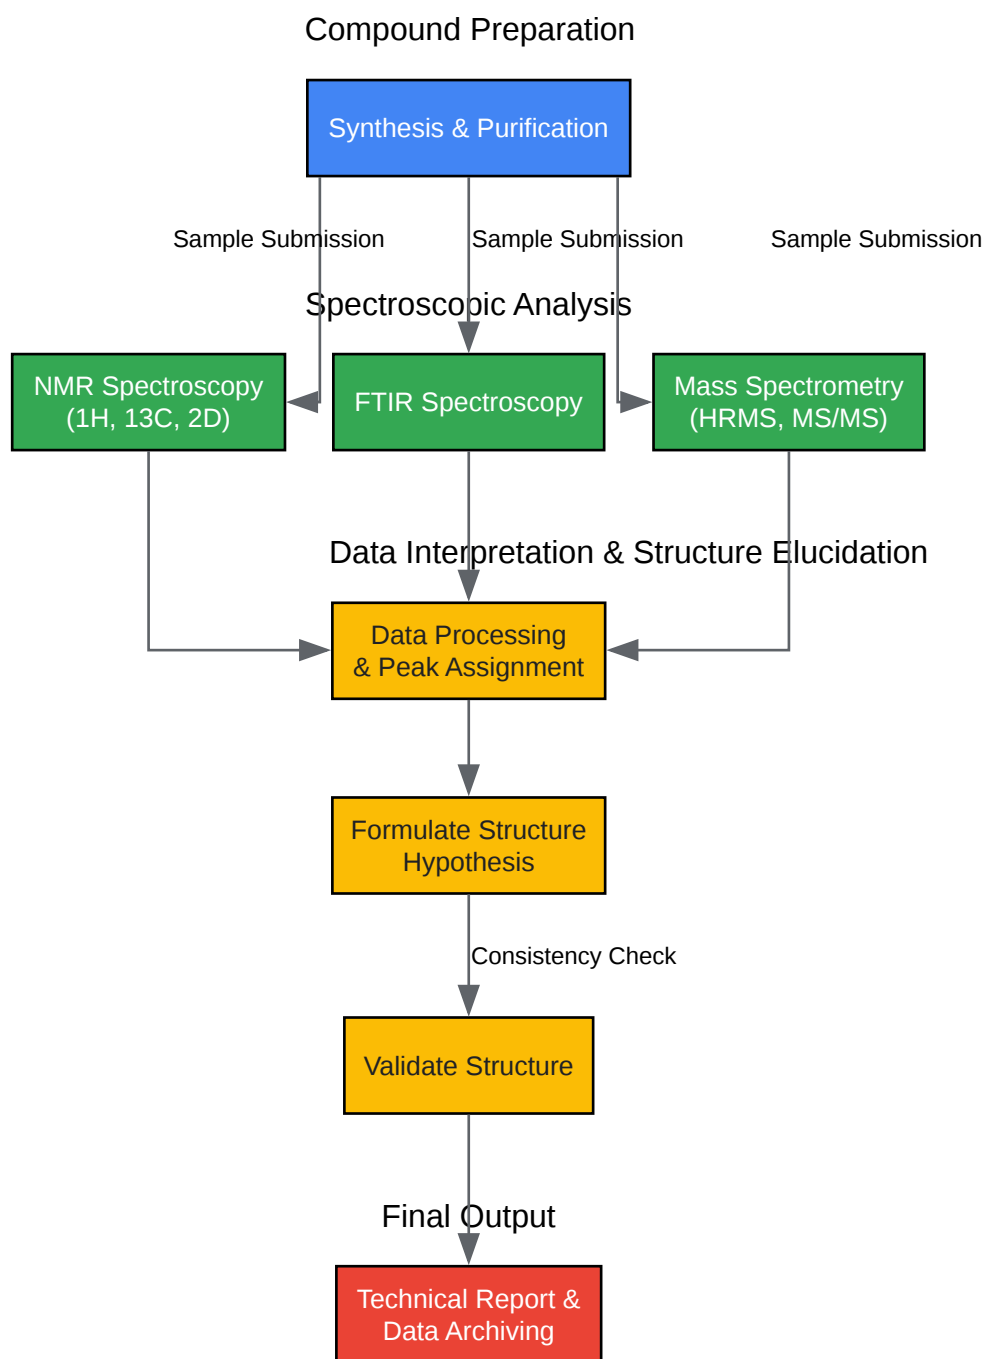 Compound Preparation
Synthesis & Purification
Sample Submission
Sample Submission
Sample Submission
Spectroscopic Analysis
NMR Spectroscopy
(1H, 13C, 2D)
FTIR Spectroscopy
Mass Spectrometry
(HRMS, MS/MS)
Data Interpretation & Structure Elucidation
Data Processing
& Peak Assignment
Formulate Structure
Hypothesis
Consistency Check
Validate Structure
Final Output
Technical Report &
Data Archiving